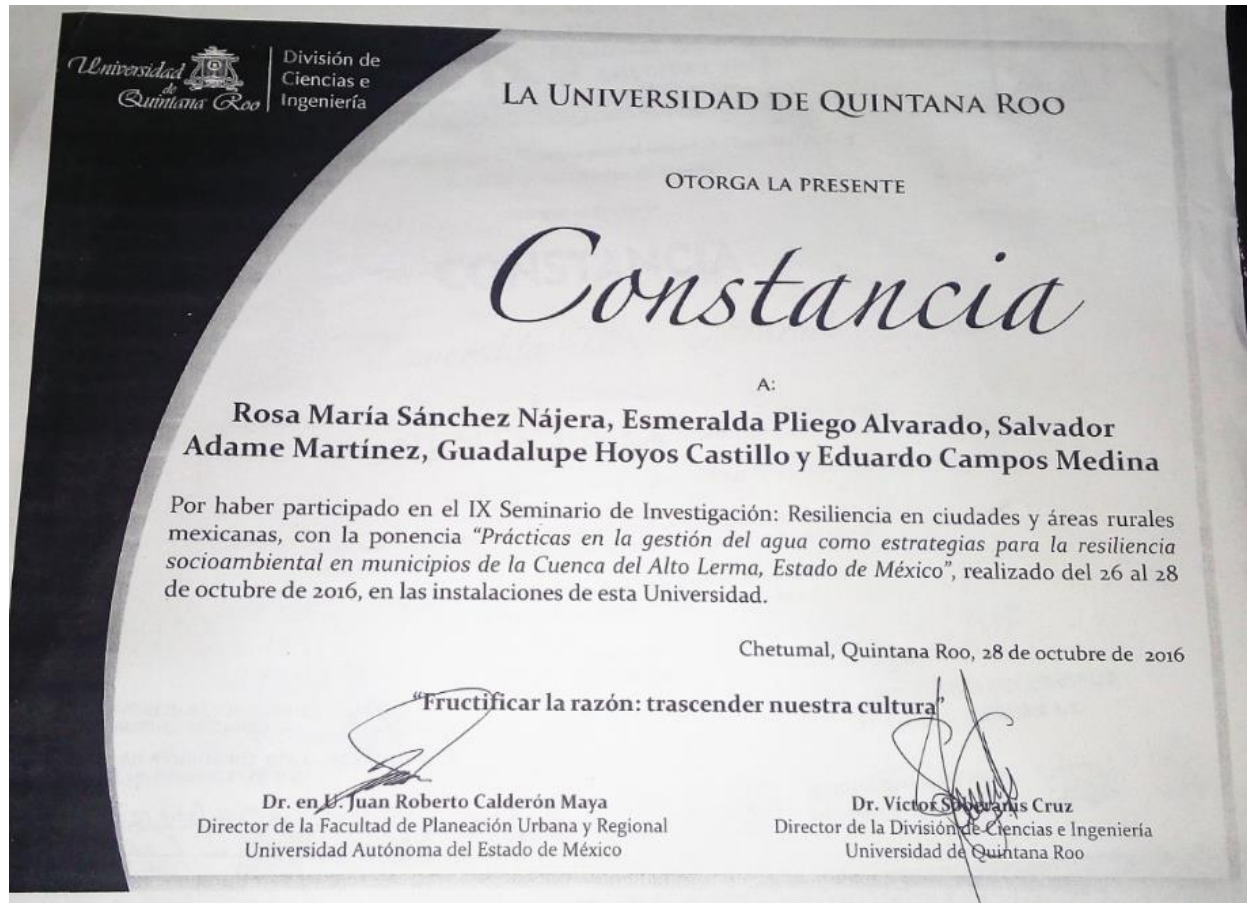 Universidad
de
Quintana Roo
División de
Ciencias e
Ingeniería
LA UNIVERSIDAD DE QUINTANA ROO
OTORGA LA PRESENTE
Constancia
A:
Rosa María Sánchez Nájera, Esmeralda Pliego Alvarado, Salvador
Adame Martínez, Guadalupe Hoyos Castillo y Eduardo Campos Medina
Por haber participado en el IX Seminario de Investigación: Resiliencia en ciudades y áreas rurales
mexicanas, con la ponencia "Prácticas en la gestión del agua como estrategias para la resiliencia
socioambiental en municipios de la Cuenca del Alto Lerma, Estado de México", realizado del 26 al 28
de octubre de 2016, en las instalaciones de esta Universidad.
Chetumal, Quintana Roo, 28 de octubre de 2016
"Fructificar la razón: trascender nuestra cultura"
Dr. en U. Juan Roberto Calderón Maya
Director de la Facultad de Planeación Urbana y Regional
Universidad Autónoma del Estado de México
Dr. Víctor Soberanis Cruz
Director de la División de Ciencias e Ingeniería
Universidad de Quintana Roo